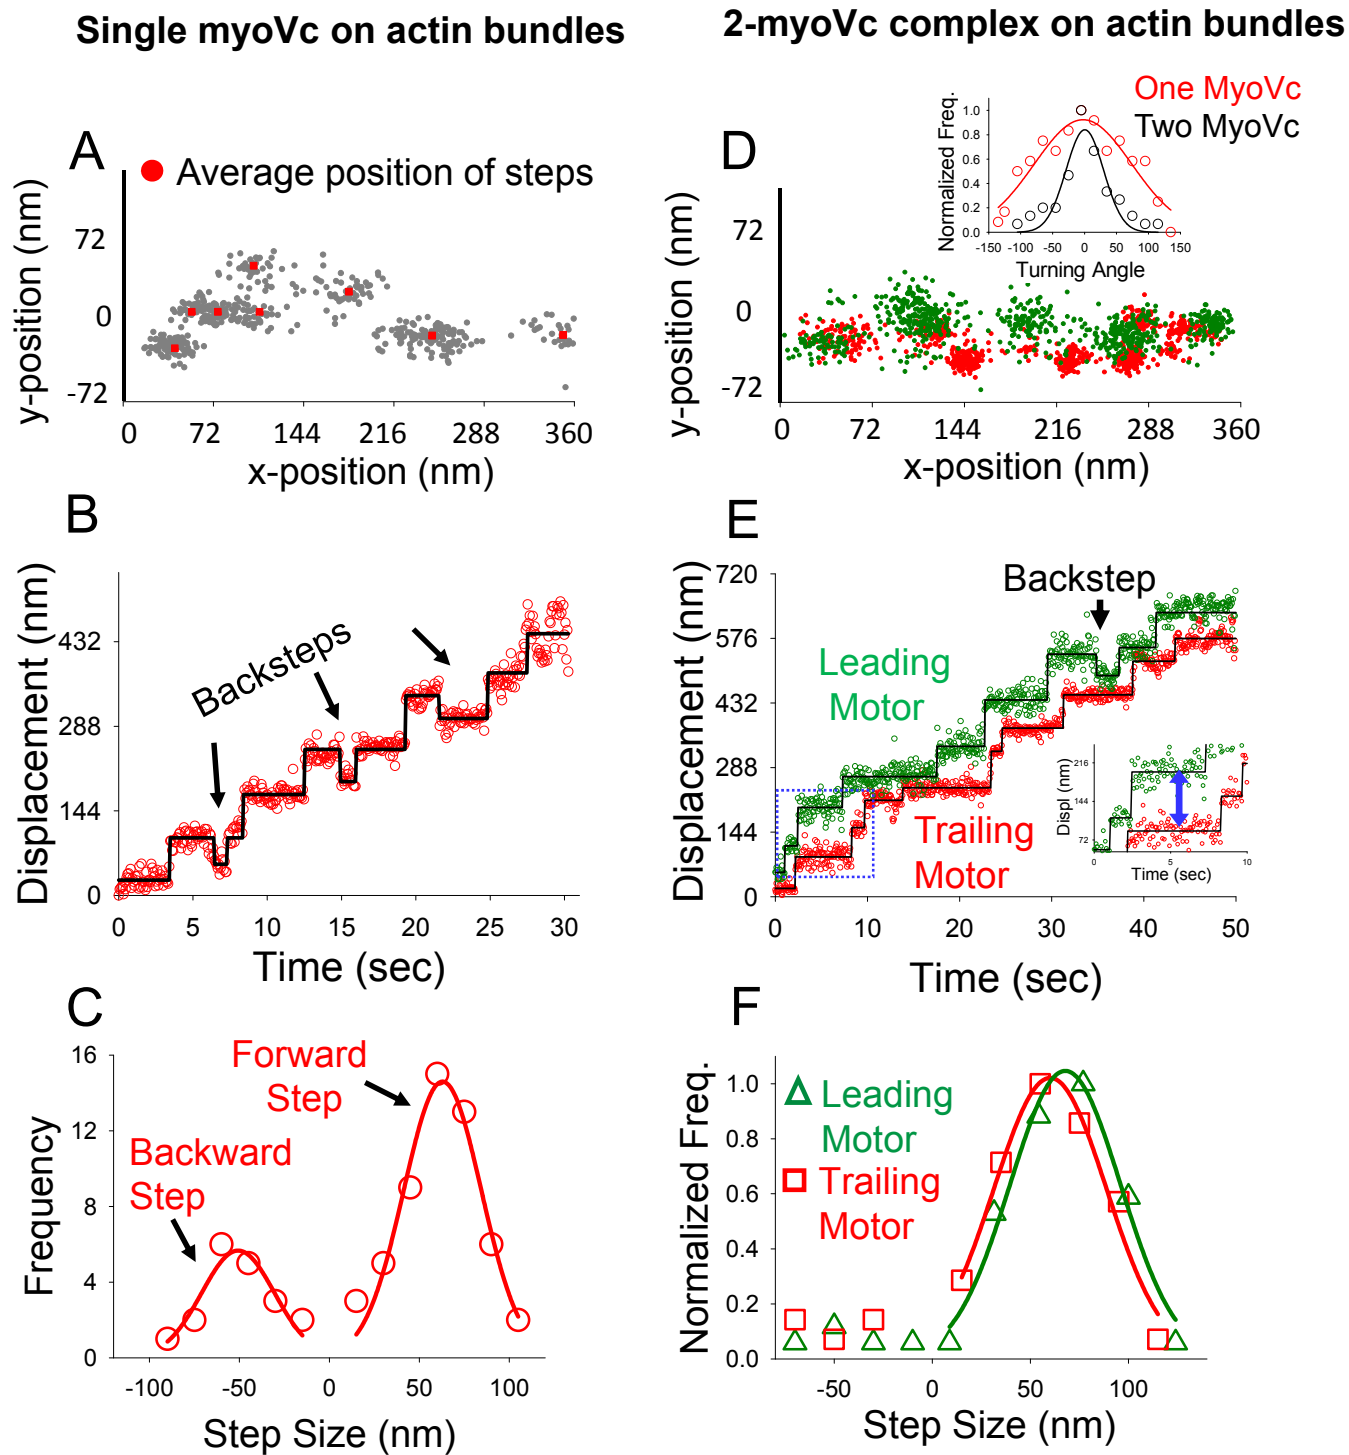 Single myoVc on actin bundles
2-myoVc complex on actin bundles
A
Average position of steps
y-position (nm)
72
0
-72
0 72 144 216 288 360
x-position (nm)
D
One MyoVc
Two MyoVc
Normalized Freq.
1.0
0.8
0.6
0.4
0.2
0.0
-150 -100 -50 0 50 100 150
Turning Angle
y-position (nm)
72
0
-72
0 72 144 216 288 360
x-position (nm)
B
Displacement (nm)
432
288
144
0
Backsteps
0 5 10 15 20 25 30
Time (sec)
E
Displacement (nm)
720
576
432
288
144
0
Backstep
Leading
Motor
Trailing
Motor
Displ (nm)
216
144
72
0 5 10
Time (sec)
0 10 20 30 40 50
Time (sec)
C
Frequency
16
12
8
4
0
Forward
Step
Backward
Step
-100 -50 0 50 100
Step Size (nm)
F
Normalized Freq.
1.0
0.8
0.6
0.4
0.2
0.0
Leading
Motor
Trailing
Motor
-50 0 50 100
Step Size (nm)